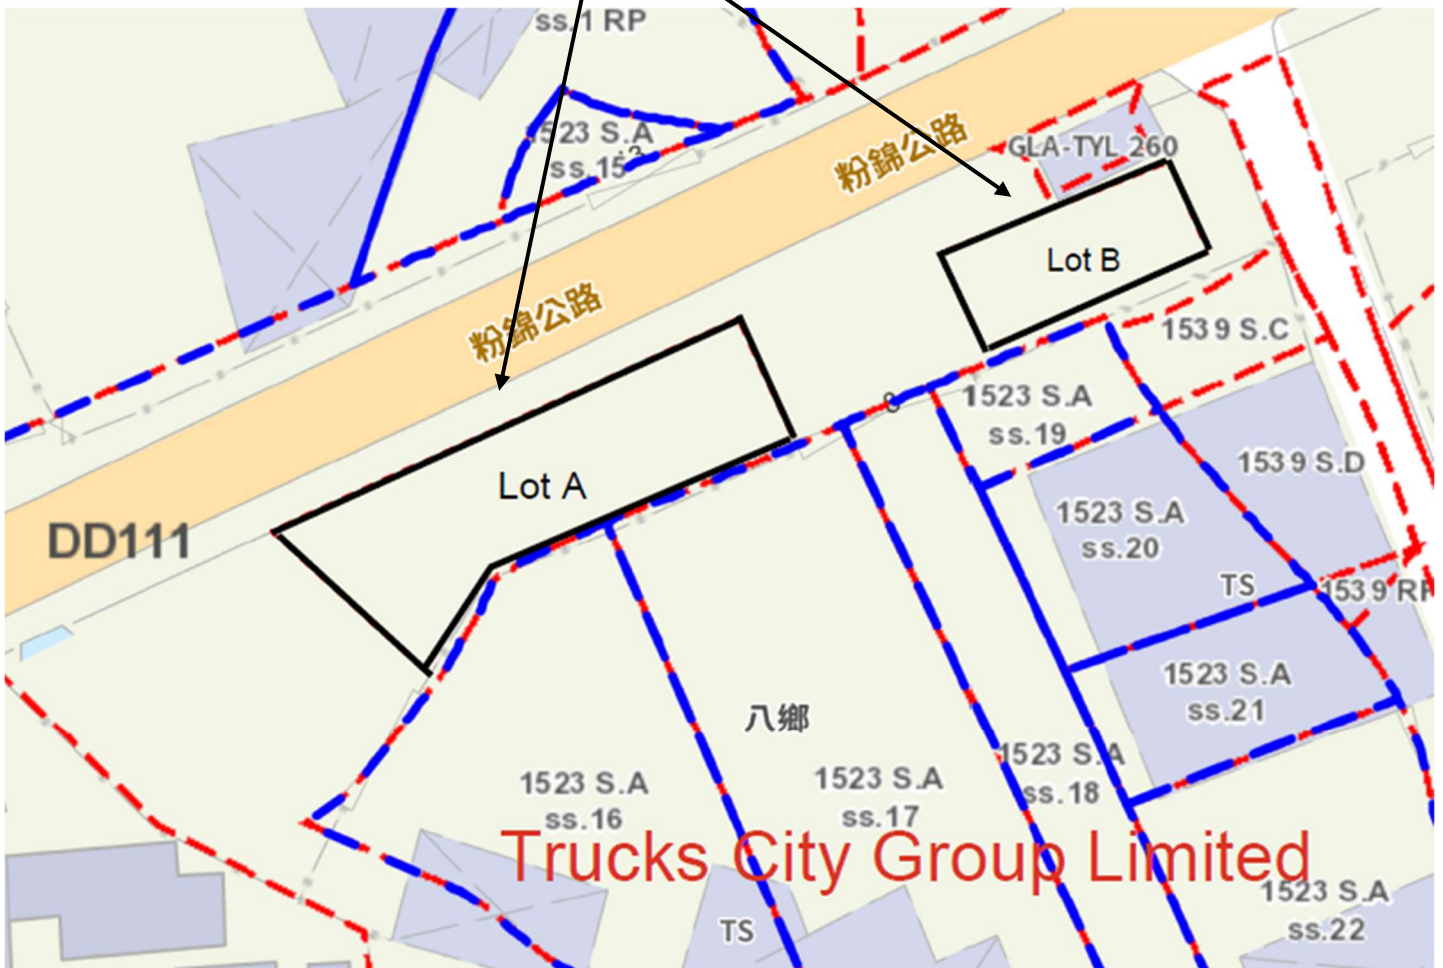 ss.1 RP
1523 S.A
ss.15
粉錦公路
GLA-TYL 260
Lot B
粉錦公路
1539 S.C
1523 S.A
ss.19
Lot A
1539 S.D
DD111
1523 S.A
ss.20
TS
1539 RP
1523 S.A
ss.21
八鄉
1523 S.A
ss.18
1523 S.A
ss.16
1523 S.A
ss.17
Trucks City Group Limited
1523 S.A
ss.22
TS